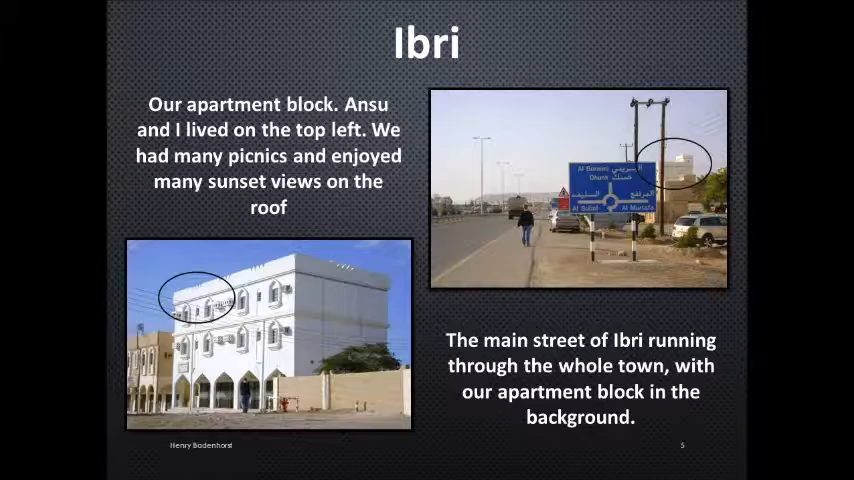 Ibri
Our apartment block. Ansu
and I lived on the top left. We
had many picnics and enjoyed
many sunset views on the
roof
Al Buraimi البريمي
Dhank ضنك
السليف المرتفع
Al Sulaif Al Murtafa
The main street of Ibri running
through the whole town, with
our apartment block in the
background.
Henry Badenhorst
5